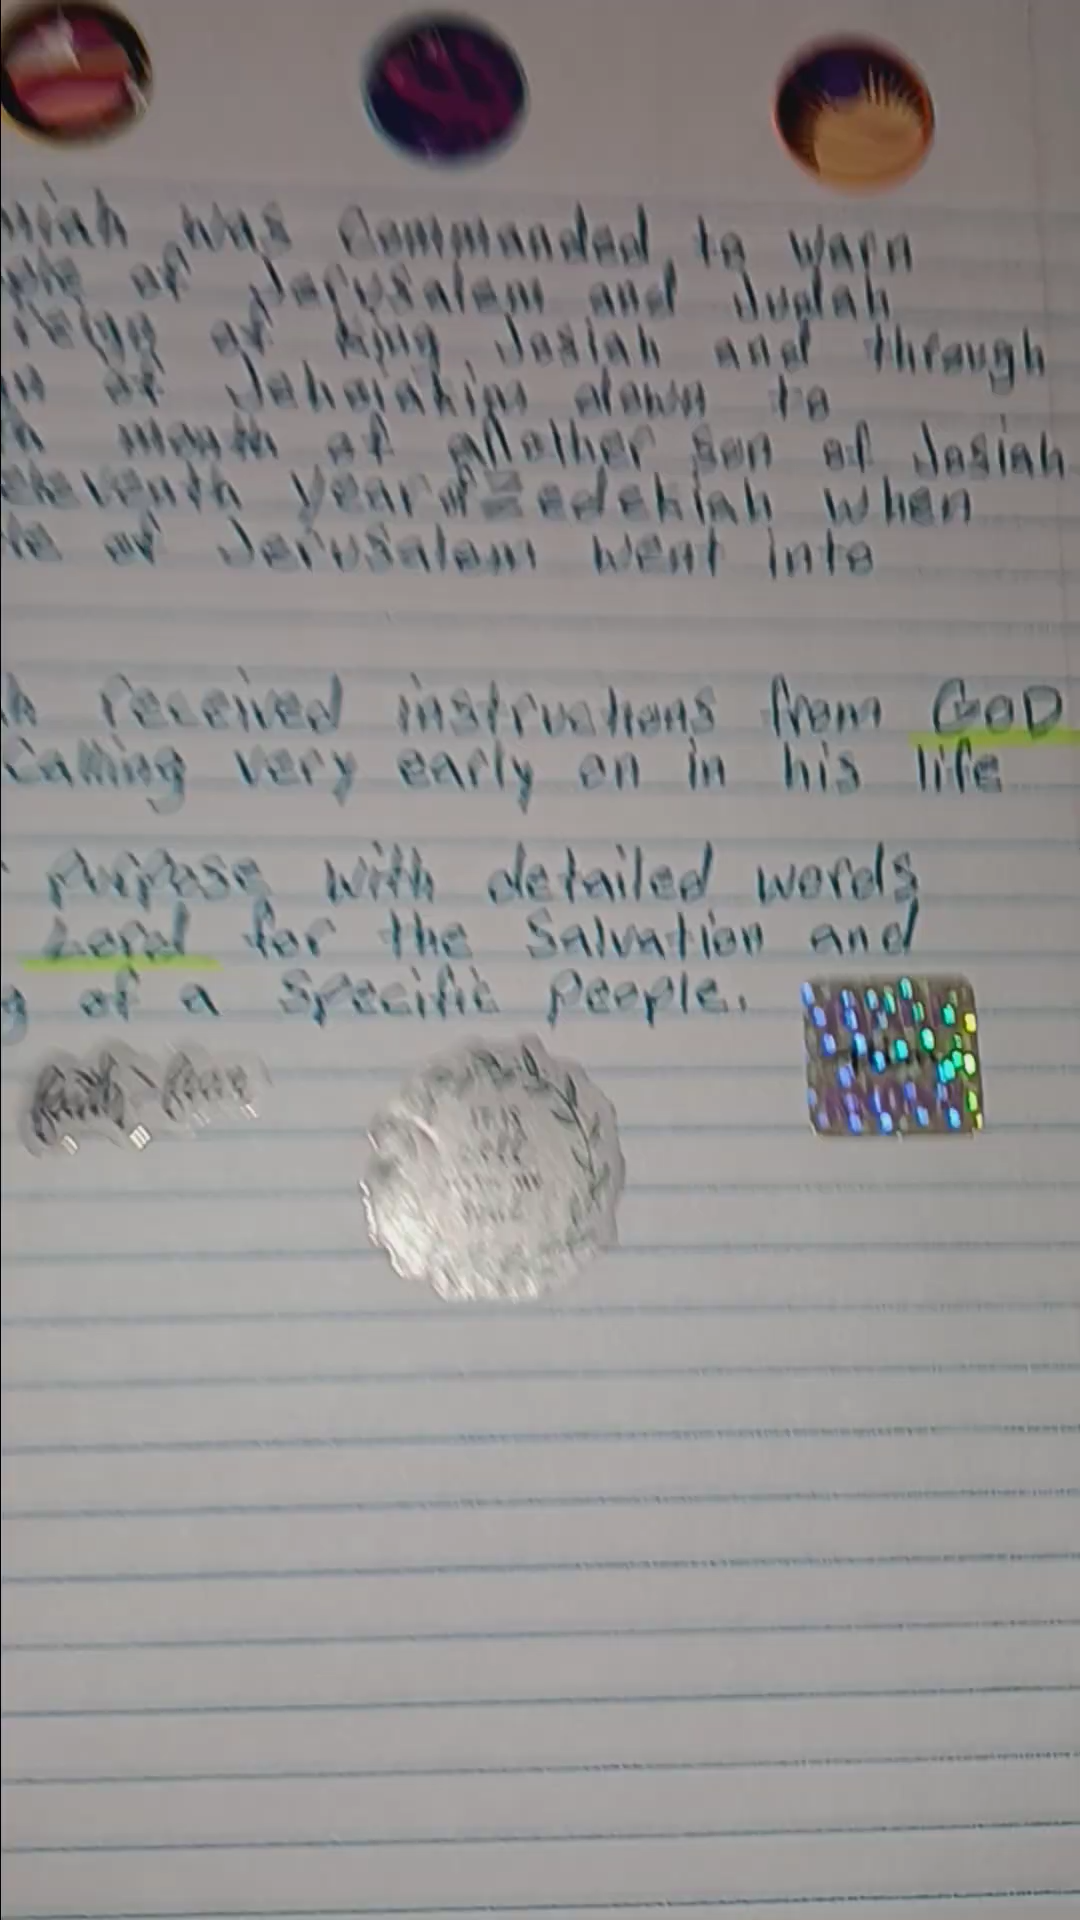 miah was Commanded to warn
ople of Jerusalem and Judah
reign of King Josiah and through
of Jehoiakim down to
month of another son of Josiah
eleventh year of Zedekiah when
of Jerusalem went into
h received instructions from GOD
Calling very early on in his life
purpose with detailed words
Lord for the Salvation and
g of a Specific People.